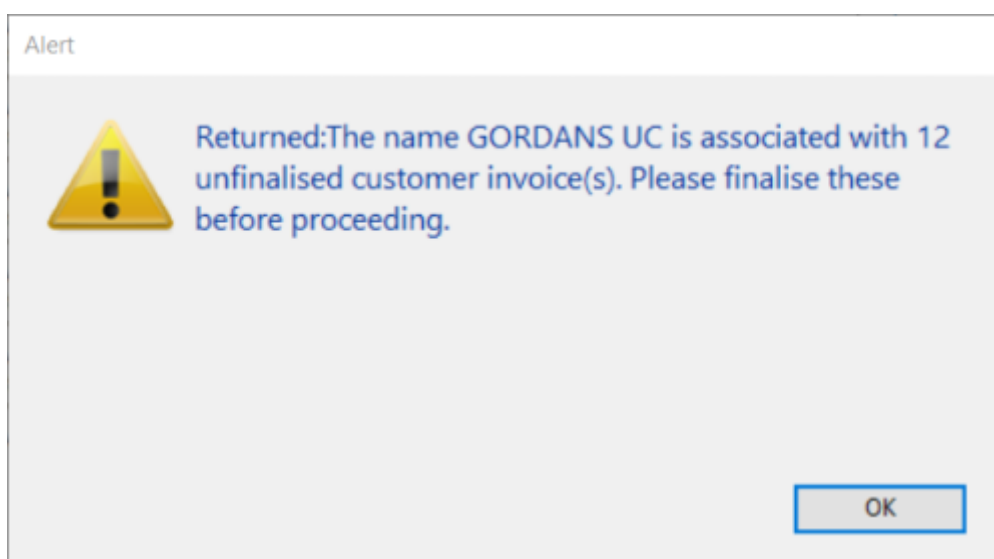 Alert
Returned:The name GORDANS UC is associated with 12
unfinalised customer invoice(s). Please finalise these
before proceeding.
OK